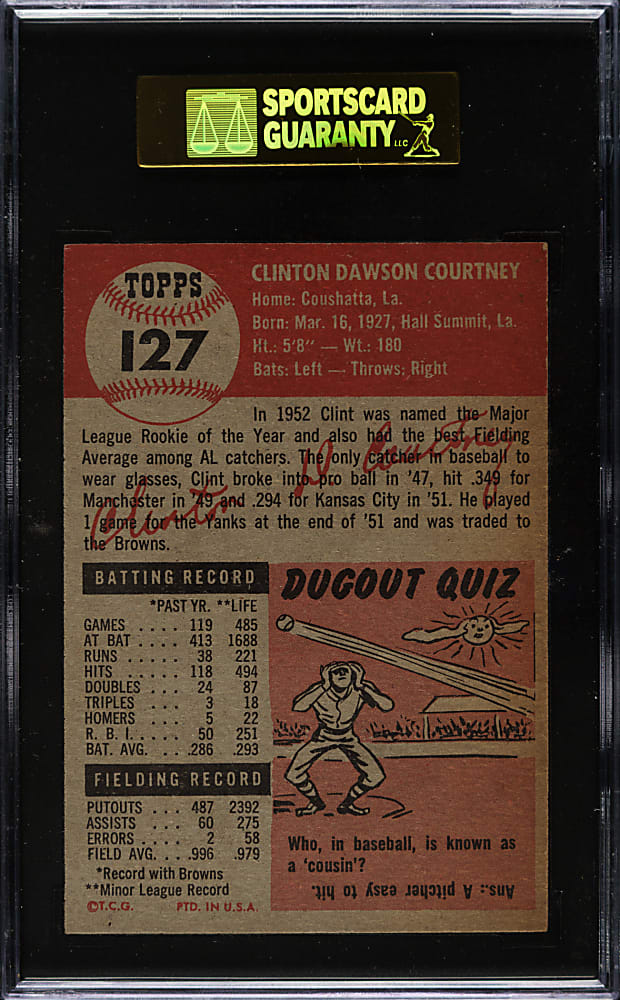 SPORTSCARD
GUARANTY LLC
TOPPS
127
CLINTON DAWSON COURTNEY
Home: Coushatta, La.
Born: Mar. 16, 1927, Hall Summit, La.
Ht.: 5'8" — Wt.: 180
Bats: Left — Throws: Right
In 1952 Clint was named the Major
League Rookie of the Year and also had the best Fielding
Average among AL catchers. The only catcher in baseball to
wear glasses, Clint broke into pro ball in '47, hit .349 for
Manchester in '49 and .294 for Kansas City in '51. He played
1 game for the Yanks at the end of '51 and was traded to
the Browns.
Clinton D Courtney
BATTING RECORD
*PAST YR. **LIFE
GAMES .... 119 485
AT BAT .... 413 1688
RUNS ..... 38 221
HITS ..... 118 494
DOUBLES ... 24 87
TRIPLES ... 3 18
HOMERS ... 5 22
R. B. I..... 50 251
BAT. AVG. ... .286 .293
FIELDING RECORD
PUTOUTS ... 487 2392
ASSISTS ... 60 275
ERRORS .... 2 58
FIELD AVG. ... .996 .979
*Record with Browns
**Minor League Record
©T.C.G. PTD. IN U.S.A.
DUGOUT QUIZ
Who, in baseball, is known as
a 'cousin'?
Ans.: A pitcher easy to hit.